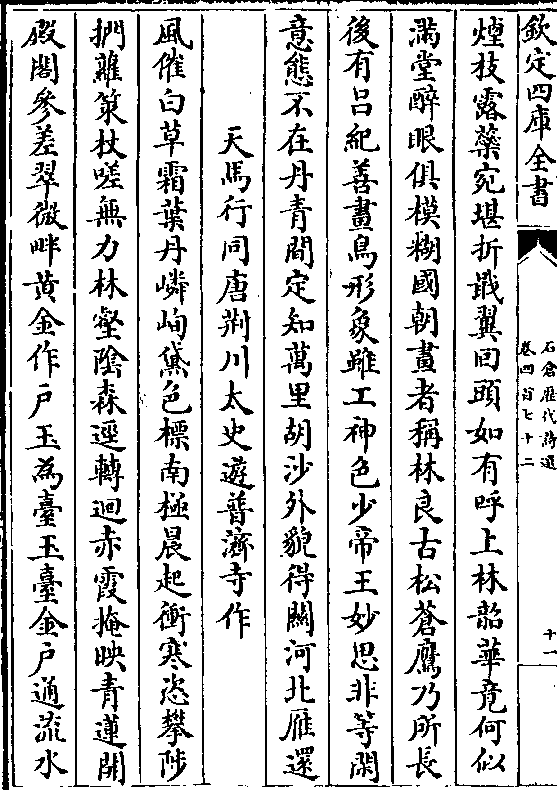 欽定四庫全書
石倉歷代詩選
卷四百七十二
十一
煙枝露蘂宛堪折戢翼回頭如有呼上林韶華竟何似
滿堂醉眼俱模糊國朝畫者稱林良古松蒼鷹乃所長
後有吕紀善畫鳥形象雖工神色少帝王妙思非等閑
意態不在丹青間定知萬里胡沙外貌得關河北雁還
天馬行同唐荆川太史遊普濟寺作
風催白草霜葉丹嶙峋黛色標南極晨起衝寒恣攀陟
捫蘿策杖嗟無力林壑陰森逕轉迴赤霞掩映青蓮開
殿閣參差翠微畔黄金作户玉為臺玉臺金户通流水